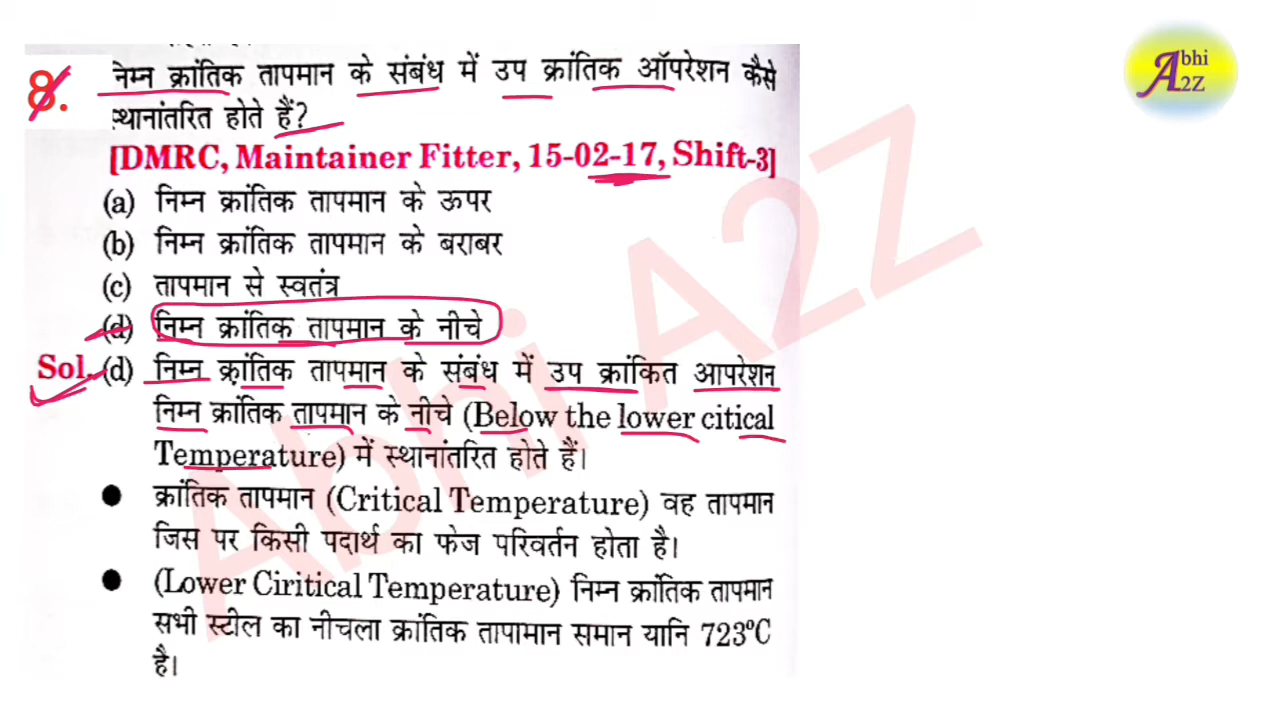 Abhi
A2Z
8. निम्न क्रांतिक तापमान के संबंध में उप क्रांतिक ऑपरेशन कैसे
स्थानांतरित होते हैं?
[DMRC, Maintainer Fitter, 15-02-17, Shift-3]
(a) निम्न क्रांतिक तापमान के ऊपर
(b) निम्न क्रांतिक तापमान के बराबर
(c) तापमान से स्वतंत्र
(d) निम्न क्रांतिक तापमान के नीचे
Sol. (d) निम्न क्रांतिक तापमान के संबंध में उप क्रांकित आपरेशन
निम्न क्रांतिक तापमान के नीचे (Below the lower citical
Temperature) में स्थानांतरित होते हैं।
● क्रांतिक तापमान (Critical Temperature) वह तापमान
जिस पर किसी पदार्थ का फेज परिवर्तन होता है।
● (Lower Ciritical Temperature) निम्न क्रांतिक तापमान
सभी स्टील का नीचला क्रांतिक तापामान समान यानि 723ºC
है।
Abhi A2Z